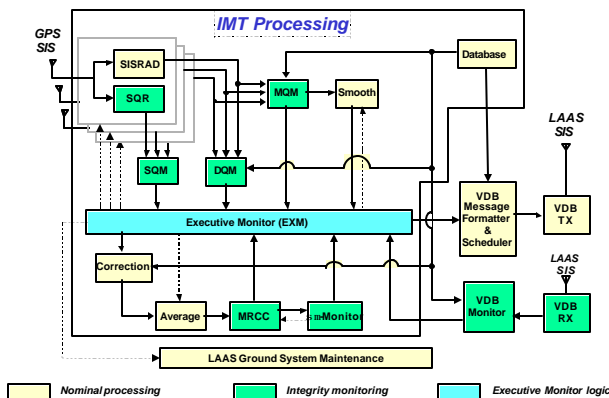 IMT Processing
GPS
SIS
SISRAD
SQR
MQM
Smooth
Database
LAAS
SIS
SQM
DQM
Executive Monitor (EXM)
VDB
Message
Formatter
&
Scheduler
VDB
TX
Correction
LAAS
SIS
Average
MRCC
Monitor
VDB
Monitor
VDB
RX
LAAS Ground System Maintenance
Nominal processing
Integrity monitoring
Executive Monitor logic